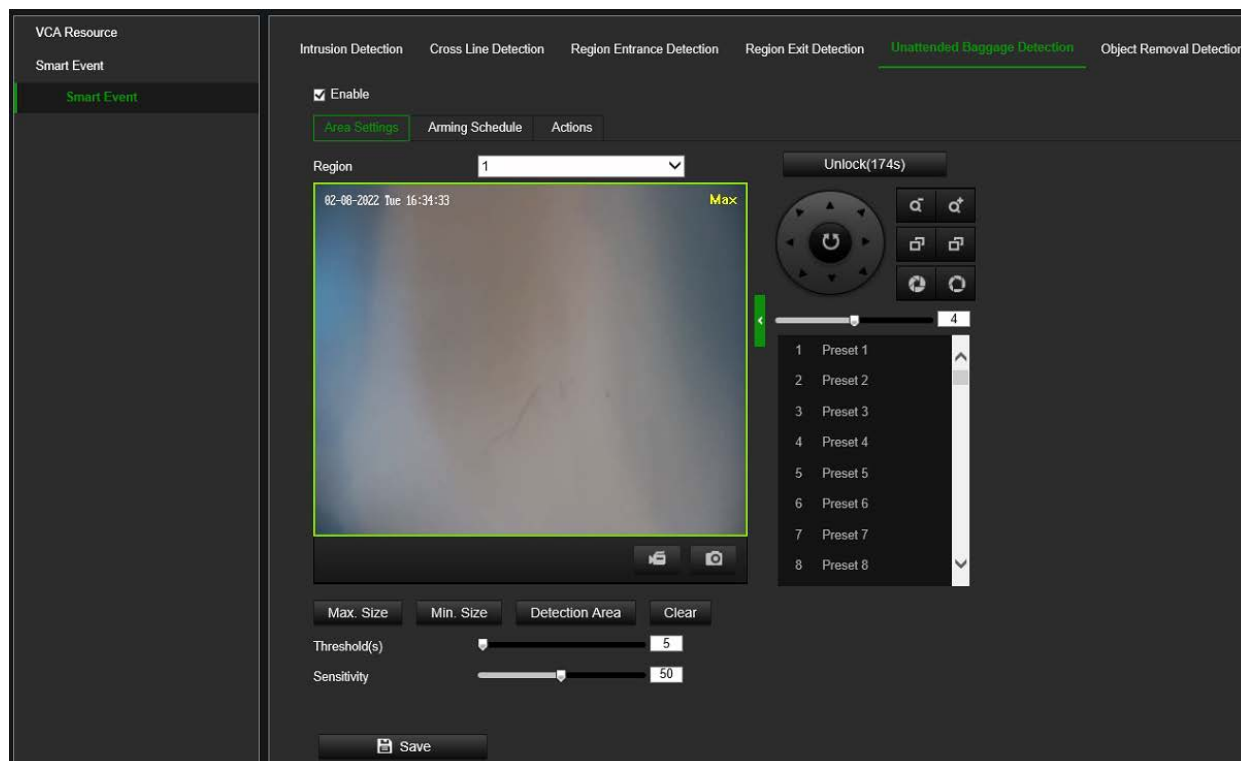 VCA Resource
Smart Event
Smart Event
Intrusion Detection Cross Line Detection Region Entrance Detection Region Exit Detection Unattended Baggage Detection Object Removal Detection
Enable
Area Settings Arming Schedule Actions
Region 1 Unlock(174s)
02-08-2022 Tue 16:34:33 Max
4
1 Preset 1
2 Preset 2
3 Preset 3
4 Preset 4
5 Preset 5
6 Preset 6
7 Preset 7
8 Preset 8
Max. Size Min. Size Detection Area Clear
Threshold(s) 5
Sensitivity 50
Save